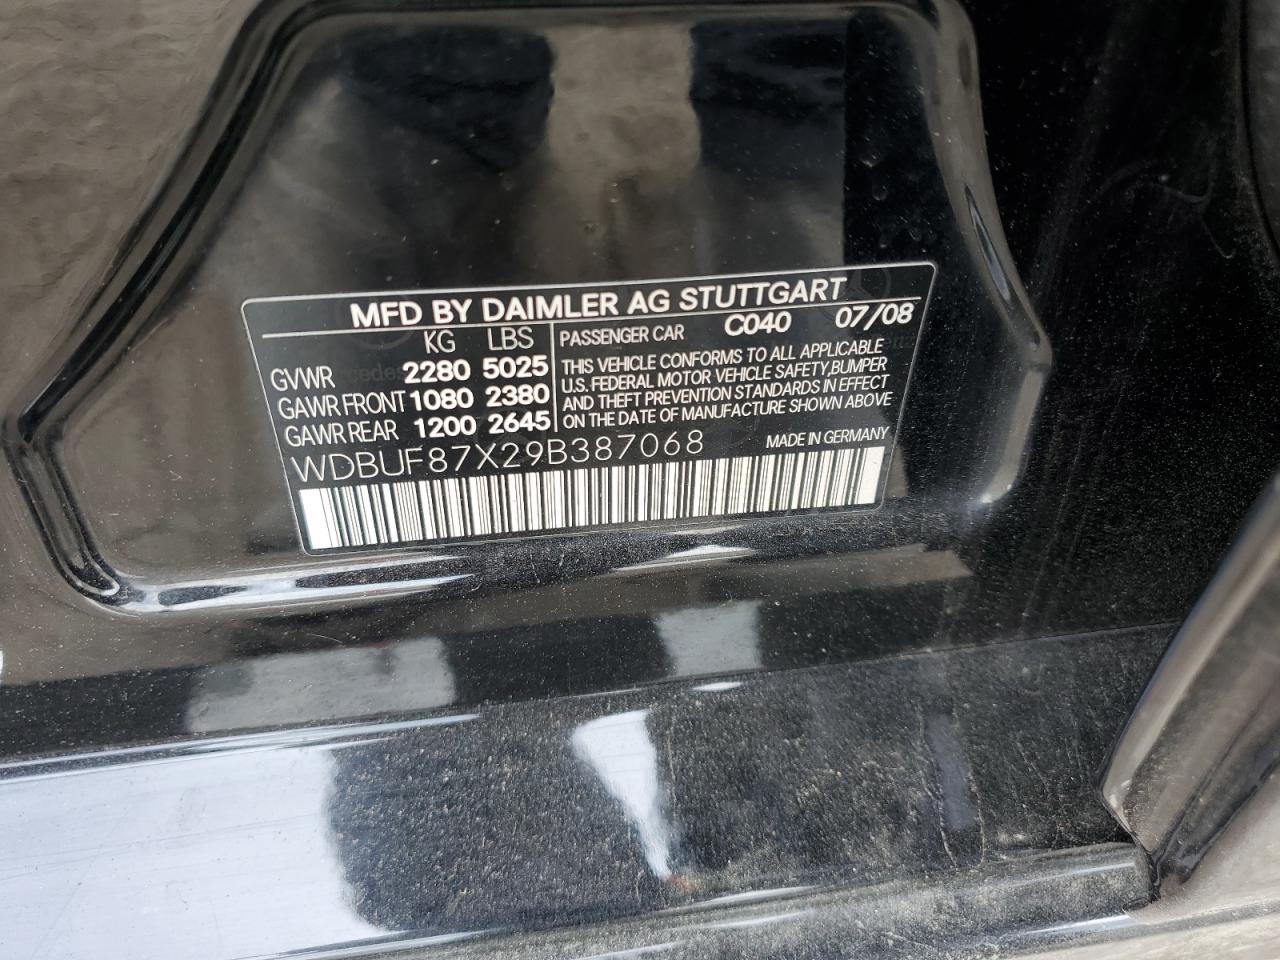 MFD BY DAIMLER AG STUTTGART
KG LBS
GVWR 2280 5025
GAWR FRONT 1080 2380
GAWR REAR 1200 2645
PASSENGER CAR C040 07/08
THIS VEHICLE CONFORMS TO ALL APPLICABLE
U.S. FEDERAL MOTOR VEHICLE SAFETY,BUMPER
AND THEFT PREVENTION STANDARDS IN EFFECT
ON THE DATE OF MANUFACTURE SHOWN ABOVE
WDBUF87X29B387068
MADE IN GERMANY